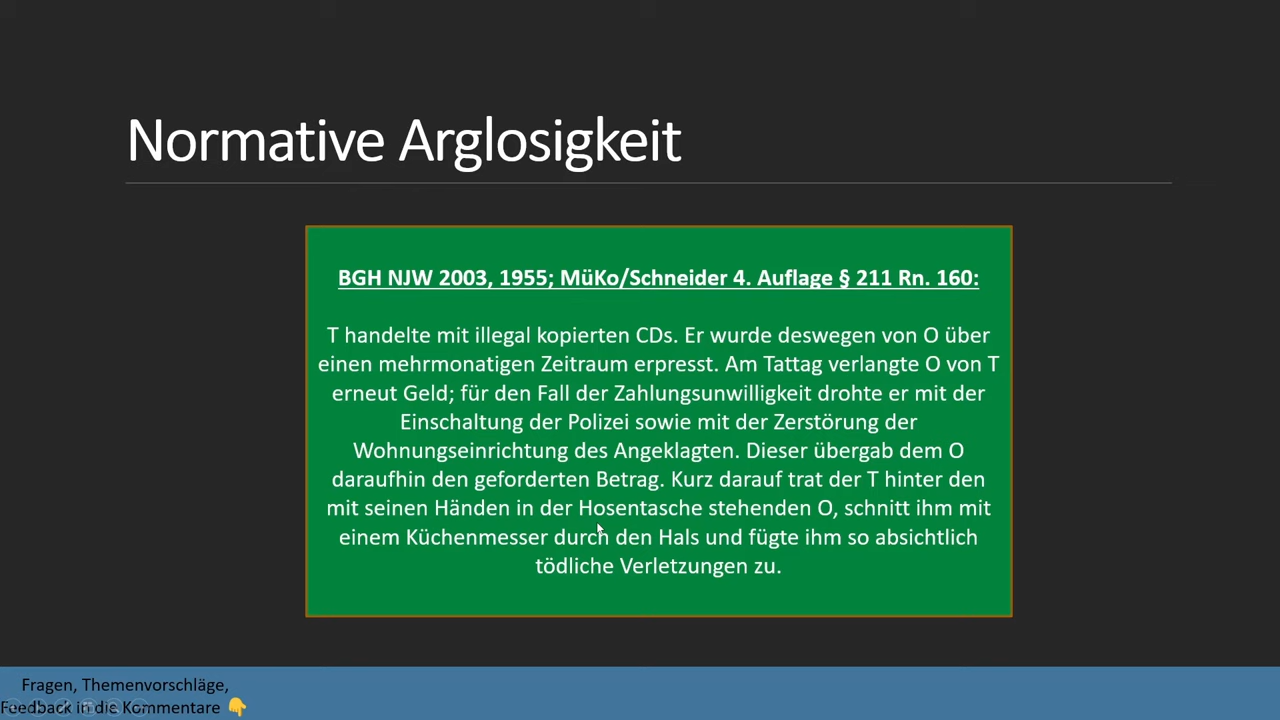 Normative Arglosigkeit
BGH NJW 2003, 1955; MüKo/Schneider 4. Auflage § 211 Rn. 160:
T handelte mit illegal kopierten CDs. Er wurde deswegen von O über
einen mehrmonatigen Zeitraum erpresst. Am Tattag verlangte O von T
erneut Geld; für den Fall der Zahlungsunwilligkeit drohte er mit der
Einschaltung der Polizei sowie mit der Zerstörung der
Wohnungseinrichtung des Angeklagten. Dieser übergab dem O
daraufhin den geforderten Betrag. Kurz darauf trat der T hinter den
mit seinen Händen in der Hosentasche stehenden O, schnitt ihm mit
einem Küchenmesser durch den Hals und fügte ihm so absichtlich
tödliche Verletzungen zu.
Fragen, Themenvorschläge,
Feedback in die Kommentare 👇